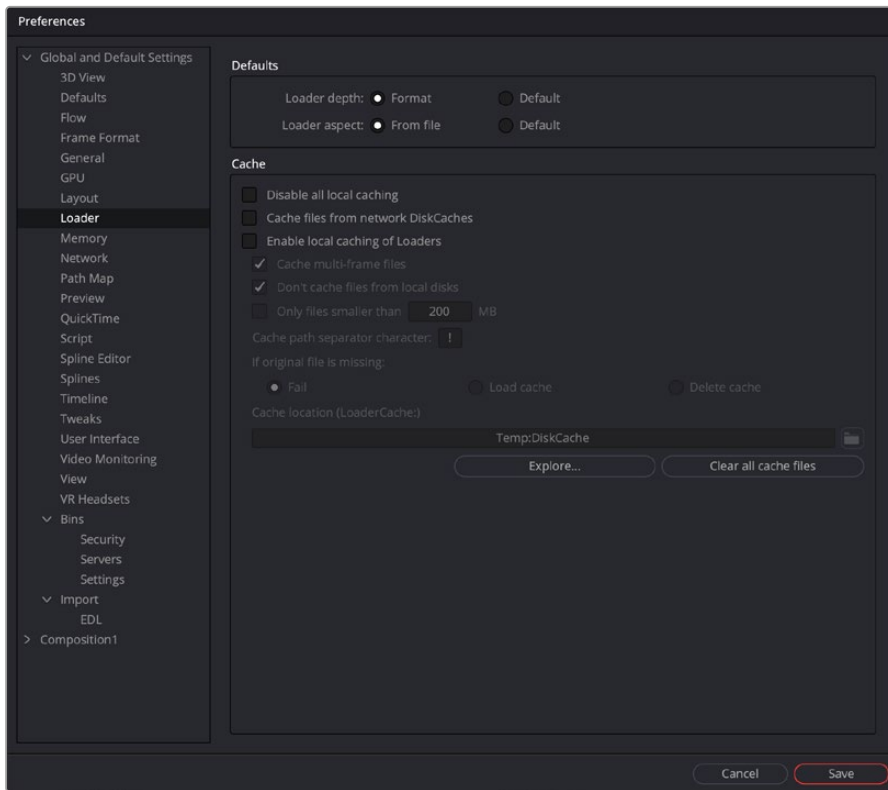 Preferences
Global and Default Settings
3D View
Defaults
Flow
Frame Format
General
GPU
Layout
Loader
Memory
Network
Path Map
Preview
QuickTime
Script
Spline Editor
Splines
Timeline
Tweaks
User Interface
Video Monitoring
View
VR Headsets
Bins
Security
Servers
Settings
Import
EDL
Composition1
Defaults
Loader depth: Format Default
Loader aspect: From file Default
Cache
Disable all local caching
Cache files from network DiskCaches
Enable local caching of Loaders
Cache multi-frame files
Don't cache files from local disks
Only files smaller than 200 MB
Cache path separator character: !
If original file is missing:
Fail Load cache Delete cache
Cache location (LoaderCache:)
Temp:DiskCache
Explore... Clear all cache files
Cancel Save